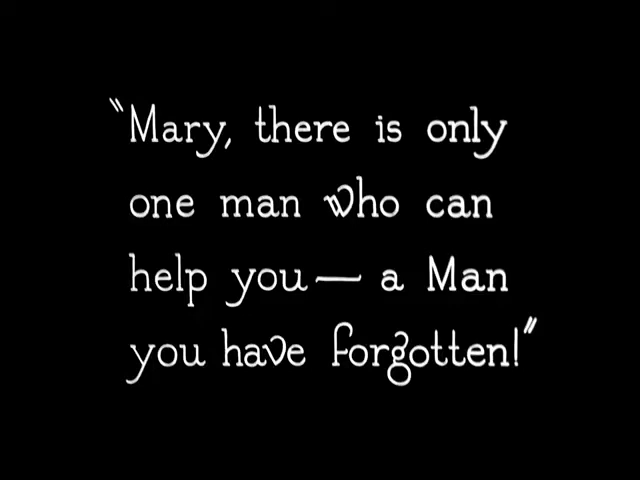 "Mary, there is only
one man who can
help you — a Man
you have forgotten!"